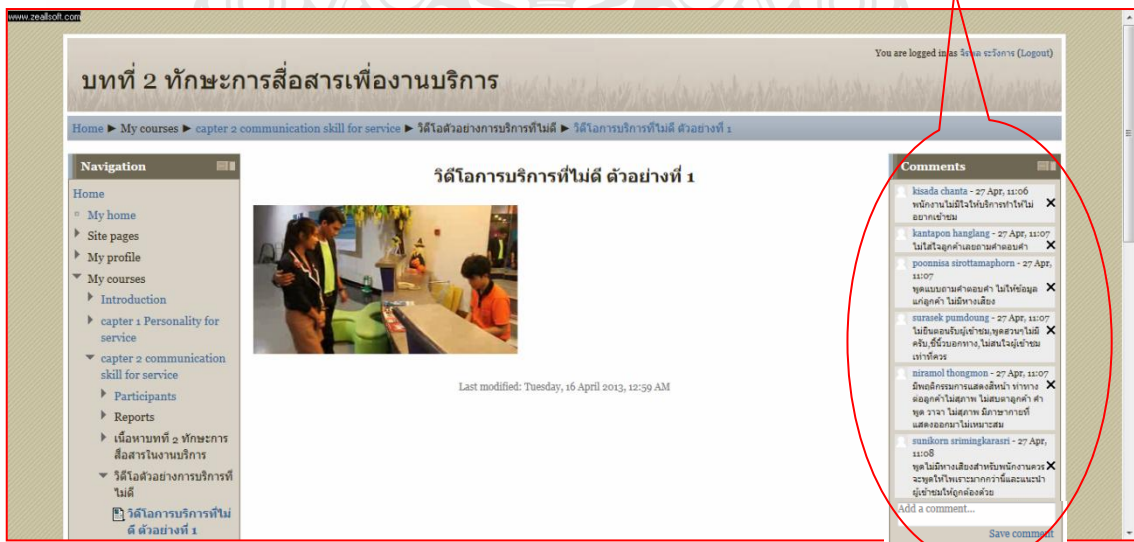 www.zeallsoft.com
You are logged in as จิรพล ระวังการ (Logout)
บทที่ 2 ทักษะการสื่อสารเพื่องานบริการ
Home ► My courses ► capter 2 communication skill for service ► วิดีโอตัวอย่างการบริการที่ไม่ดี ► วิดีโอการบริการที่ไม่ดี ตัวอย่างที่ 1
Navigation
Home
My home
Site pages
My profile
My courses
Introduction
capter 1 Personality for
service
capter 2 communication
skill for service
Participants
Reports
เนื้อหาบทที่ 2 ทักษะการ
สื่อสารในงานบริการ
วิดีโอตัวอย่างการบริการที่
ไม่ดี
วิดีโอการบริการที่ไม่
ดี ตัวอย่างที่ 1
วิดีโอการบริการที่ไม่ดี ตัวอย่างที่ 1
Last modified: Tuesday, 16 April 2013, 12:59 AM
Comments
kisada chanta - 27 Apr, 11:06
พนักงานไม่มีใจให้บริการทำให้ไม่
อยากเข้าชม
kantapon hanglang - 27 Apr, 11:07
ไม่ใส่ใจลูกค้าเลยถามคำตอบคำ
poonnisa sirottamaphorn - 27 Apr,
11:07
พูดแบบถามคำตอบคำ ไม่ให้ข้อมูล
แก่ลูกค้า ไม่มีหางเสียง
surasek pumdoung - 27 Apr, 11:07
ไม่ยืนตอนรับผู้เข้าชม,พูดสวนๆไม่มี
ครับ,ชี้นิ้วบอกทาง,ไม่สนใจผู้เข้าชม
เท่าที่ควร
niramol thongmon - 27 Apr, 11:07
มีพฤติกรรมการแสดงสีหน้า ท่าทาง
ต่อลูกค้าไม่สุภาพ ไม่สบตาลูกค้า คำ
พูด วาจา ไม่สุภาพ มีภาษากายที่
แสดงออกมาไม่เหมาะสม
sunikorn srimingkarasri - 27 Apr,
11:08
พูดไม่มีหางเสียงสำหรับพนักงานควร
จะพูดให้ไพเราะมากกว่านี้และแนะนำ
ผู้เข้าชมให้ถูกต้องด้วย
Add a comment...
Save comment